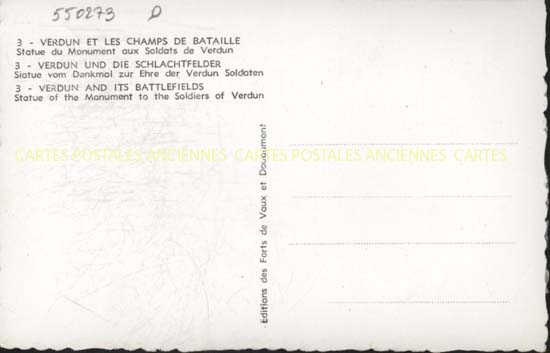 550273 D
3 - VERDUN ET LES CHAMPS DE BATAILLE
Statue du Monument aux Soldats de Verdun
3 - VERDUN UND DIE SCHLACHTFELDER
Statue vom Denkmal zur Ehre der Verdun Soldaten
3 - VERDUN AND ITS BATTLEFIELDS
Statue of the Monument to the Soldiers of Verdun
Editions des Forts de Vaux et Douaumont
CARTES POSTALES ANCIENNES CARTES POSTALES ANCIENNES CARTES